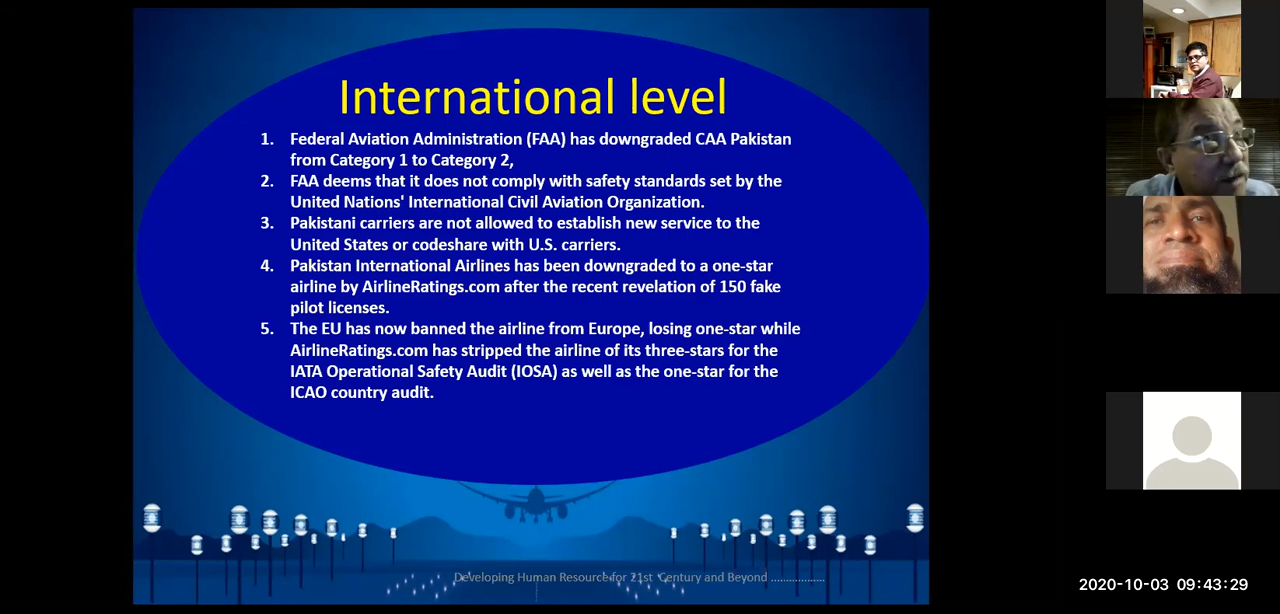 International level
1. Federal Aviation Administration (FAA) has downgraded CAA Pakistan
from Category 1 to Category 2,
2. FAA deems that it does not comply with safety standards set by the
United Nations' International Civil Aviation Organization.
3. Pakistani carriers are not allowed to establish new service to the
United States or codeshare with U.S. carriers.
4. Pakistan International Airlines has been downgraded to a one-star
airline by AirlineRatings.com after the recent revelation of 150 fake
pilot licenses.
5. The EU has now banned the airline from Europe, losing one-star while
AirlineRatings.com has stripped the airline of its three-stars for the
IATA Operational Safety Audit (IOSA) as well as the one-star for the
ICAO country audit.
Developing Human Resource for 21st Century and Beyond ..................
2020-10-03 09:43:29